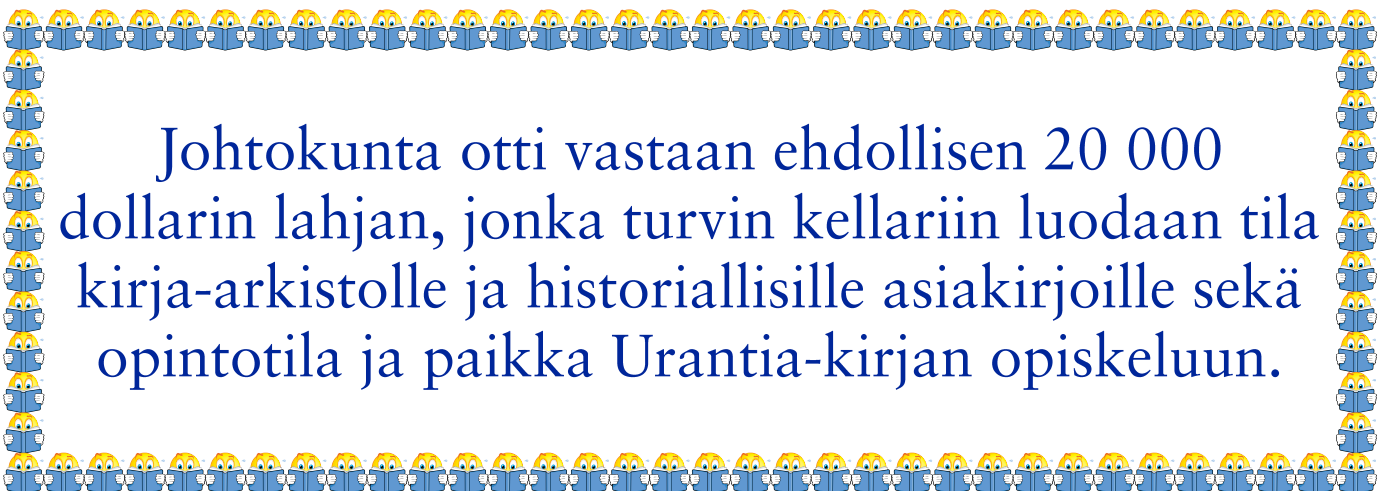 Johtokunta otti vastaan ehdollisen 20 000
dollarin lahjan, jonka turvin kellariin luodaan tila
kirja-arkistolle ja historiallisille asiakirjoille sekä
opintotila ja paikka Urantia-kirjan opiskeluun.